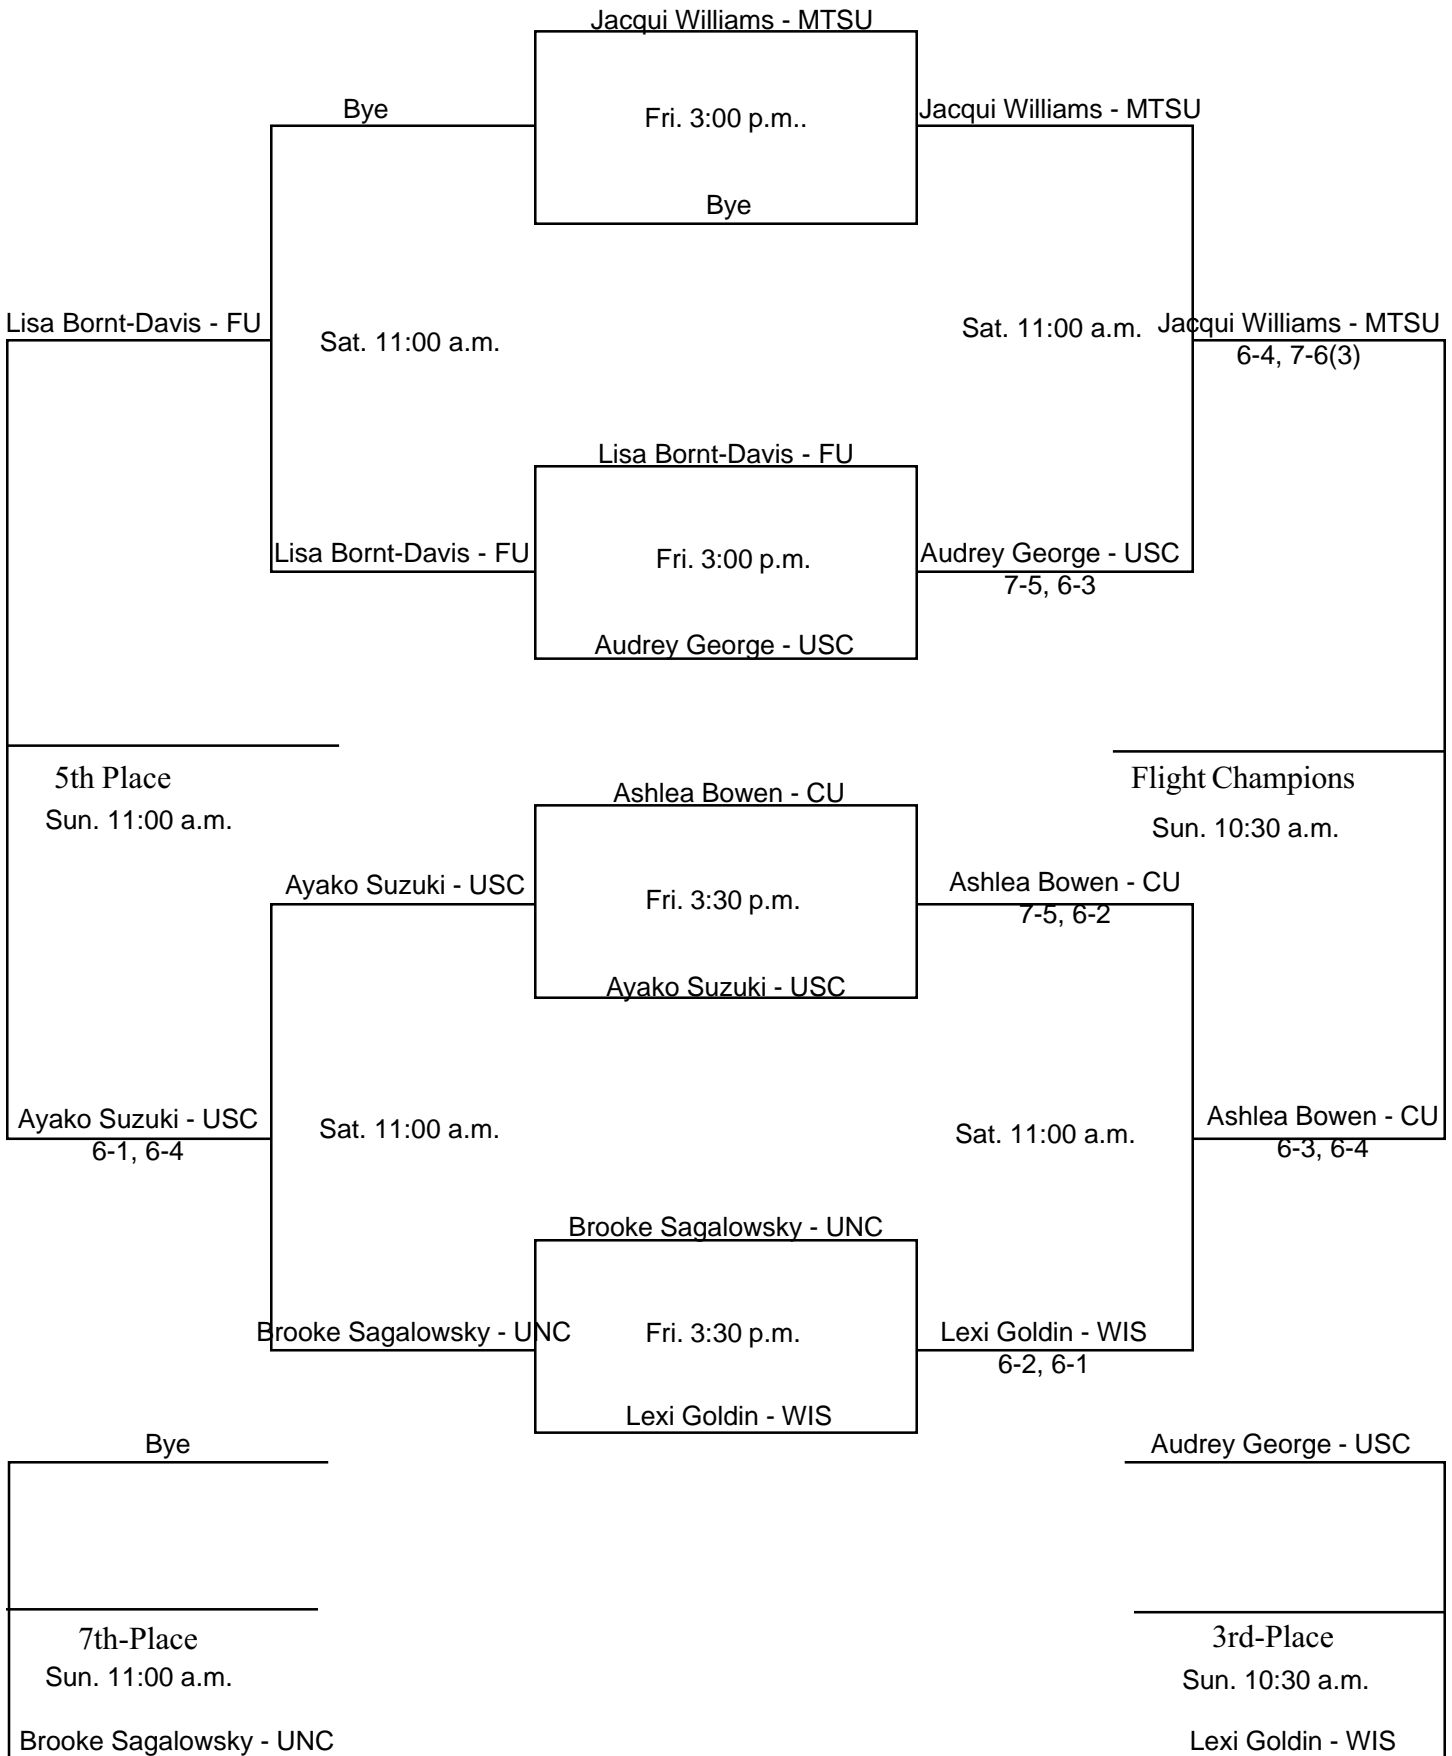 Jacqui Williams - MTSU
Bye
Fri. 3:00 p.m..
Jacqui Williams - MTSU
Bye
Lisa Bornt-Davis - FU
Sat. 11:00 a.m.
Sat. 11:00 a.m.
Jacqui Williams - MTSU
6-4, 7-6(3)
Lisa Bornt-Davis - FU
Lisa Bornt-Davis - FU
Fri. 3:00 p.m.
Audrey George - USC
7-5, 6-3
Audrey George - USC
5th Place
Sun. 11:00 a.m.
Flight Champions
Sun. 10:30 a.m.
Ashlea Bowen - CU
Ayako Suzuki - USC
Fri. 3:30 p.m.
Ashlea Bowen - CU
7-5, 6-2
Ayako Suzuki - USC
Ayako Suzuki - USC
6-1, 6-4
Sat. 11:00 a.m.
Sat. 11:00 a.m.
Ashlea Bowen - CU
6-3, 6-4
Brooke Sagalowsky - UNC
Brooke Sagalowsky - UNC
Fri. 3:30 p.m.
Lexi Goldin - WIS
6-2, 6-1
Lexi Goldin - WIS
Bye
Audrey George - USC
7th-Place
Sun. 11:00 a.m.
3rd-Place
Sun. 10:30 a.m.
Brooke Sagalowsky - UNC
Lexi Goldin - WIS